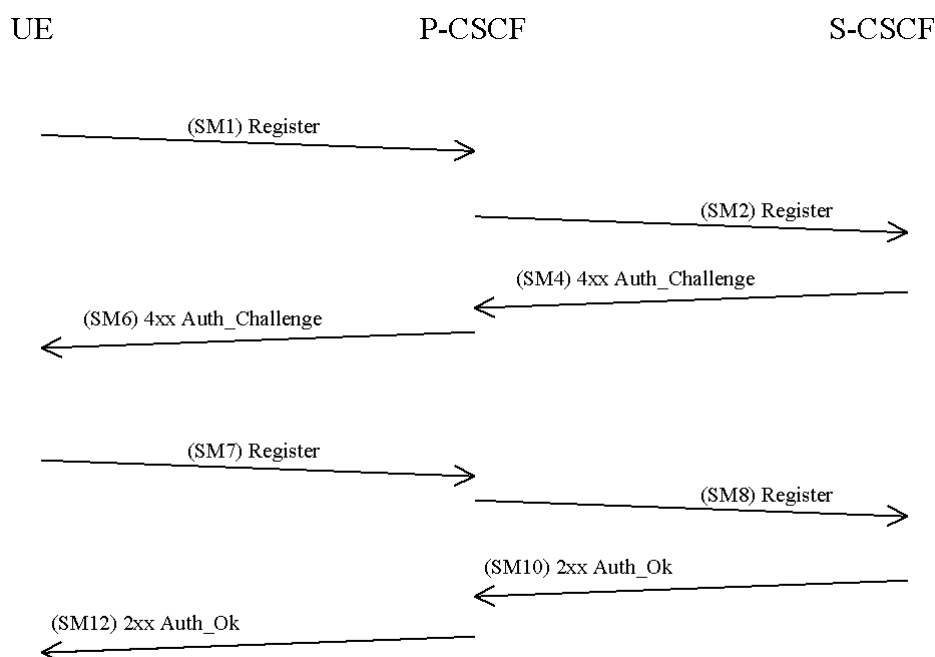 UE P-CSCF S-CSCF
(SM1) Register
(SM2) Register
(SM4) 4xx Auth_Challenge
(SM6) 4xx Auth_Challenge
(SM7) Register
(SM8) Register
(SM10) 2xx Auth_Ok
(SM12) 2xx Auth_Ok